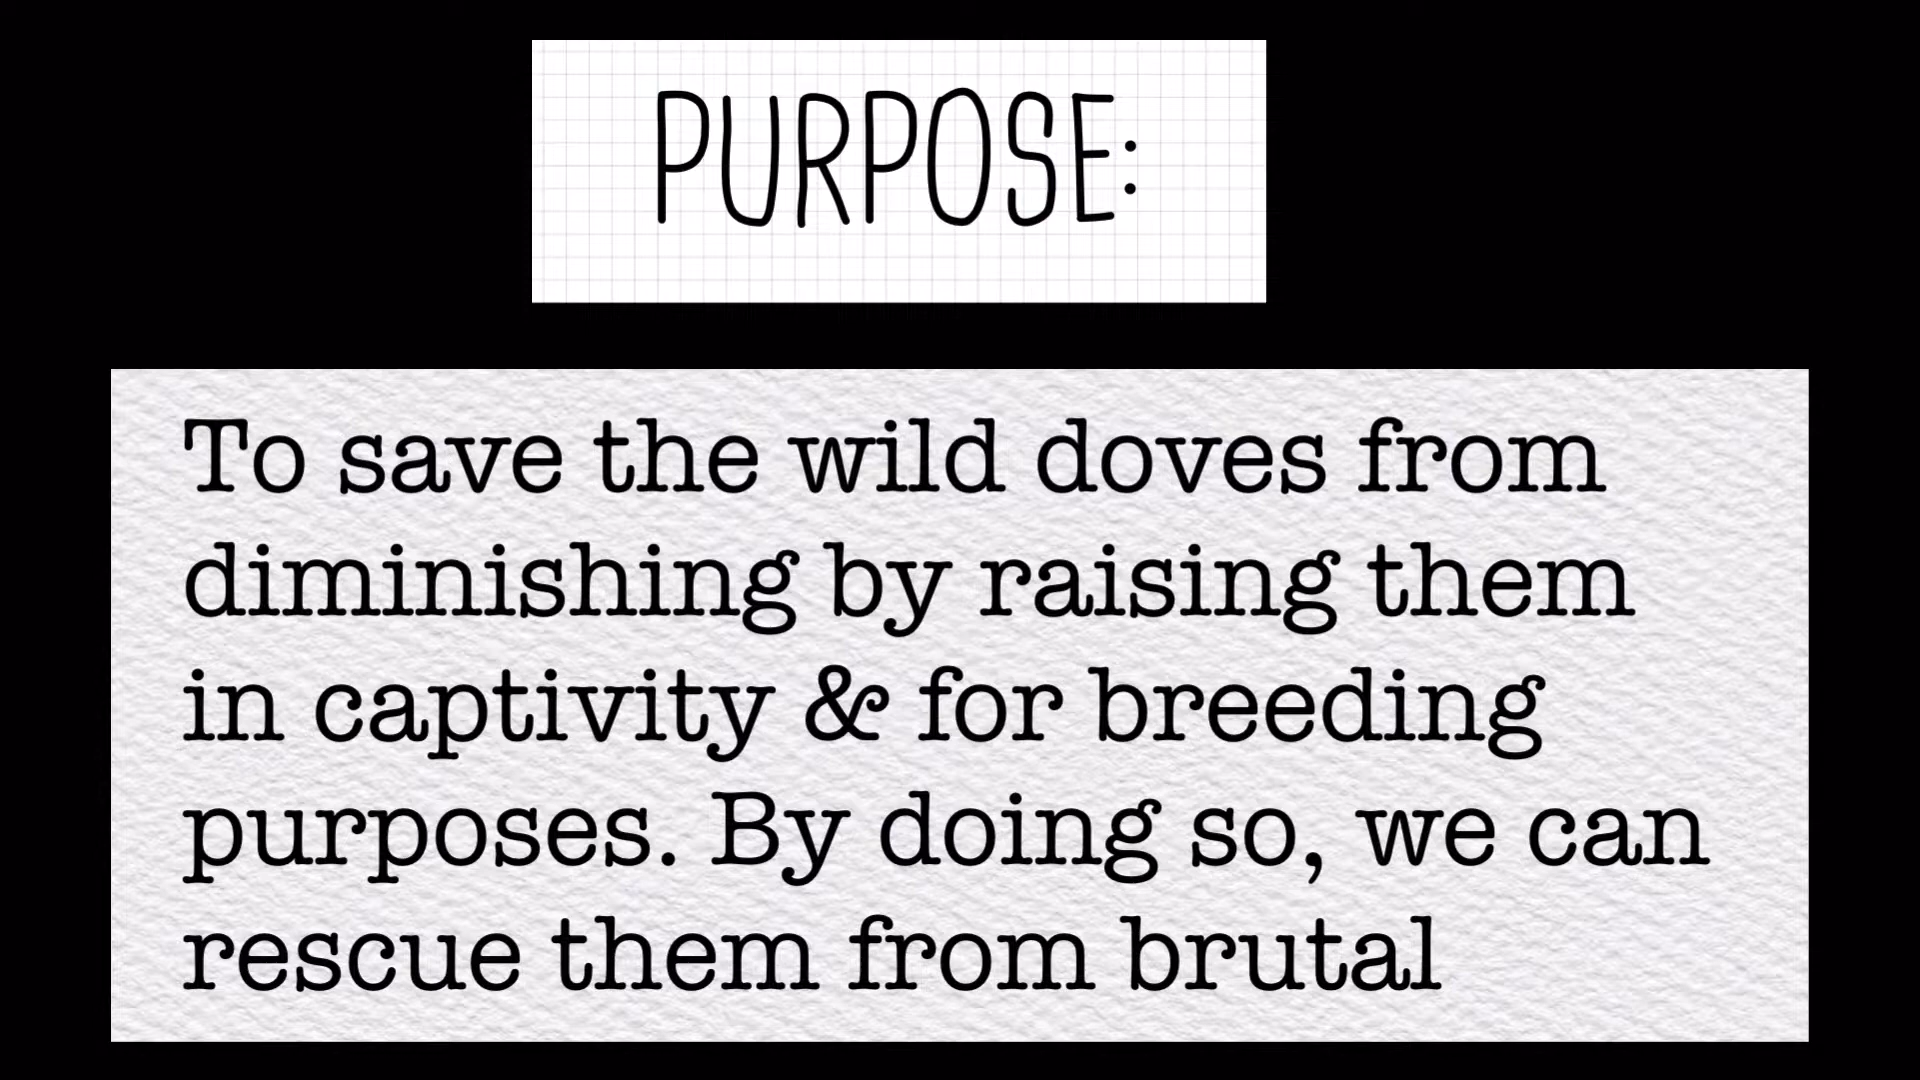 PURPOSE:
To save the wild doves from
diminishing by raising them
in captivity & for breeding
purposes. By doing so, we can
rescue them from brutal